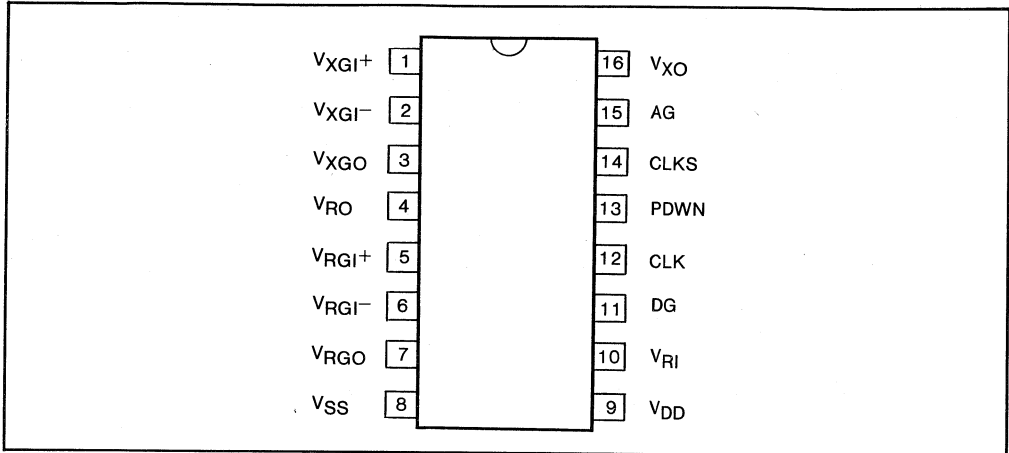 VXGI+ 1 16 VXO
VXGI− 2 15 AG
VXGO 3 14 CLKS
VRO 4 13 PDWN
VRGI+ 5 12 CLK
VRGI− 6 11 DG
VRGO 7 10 VRI
VSS 8 9 VDD